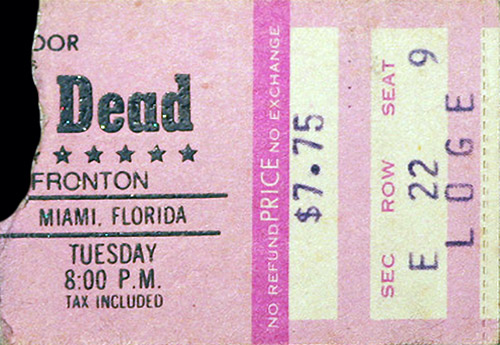 OOR
Dead
FRONTON
MIAMI, FLORIDA
TUESDAY
8:00 P.M.
TAX INCLUDED
NO REFUND PRICE NO EXCHANGE
$7.75
SEC ROW SEAT
E 22 9
LOGE